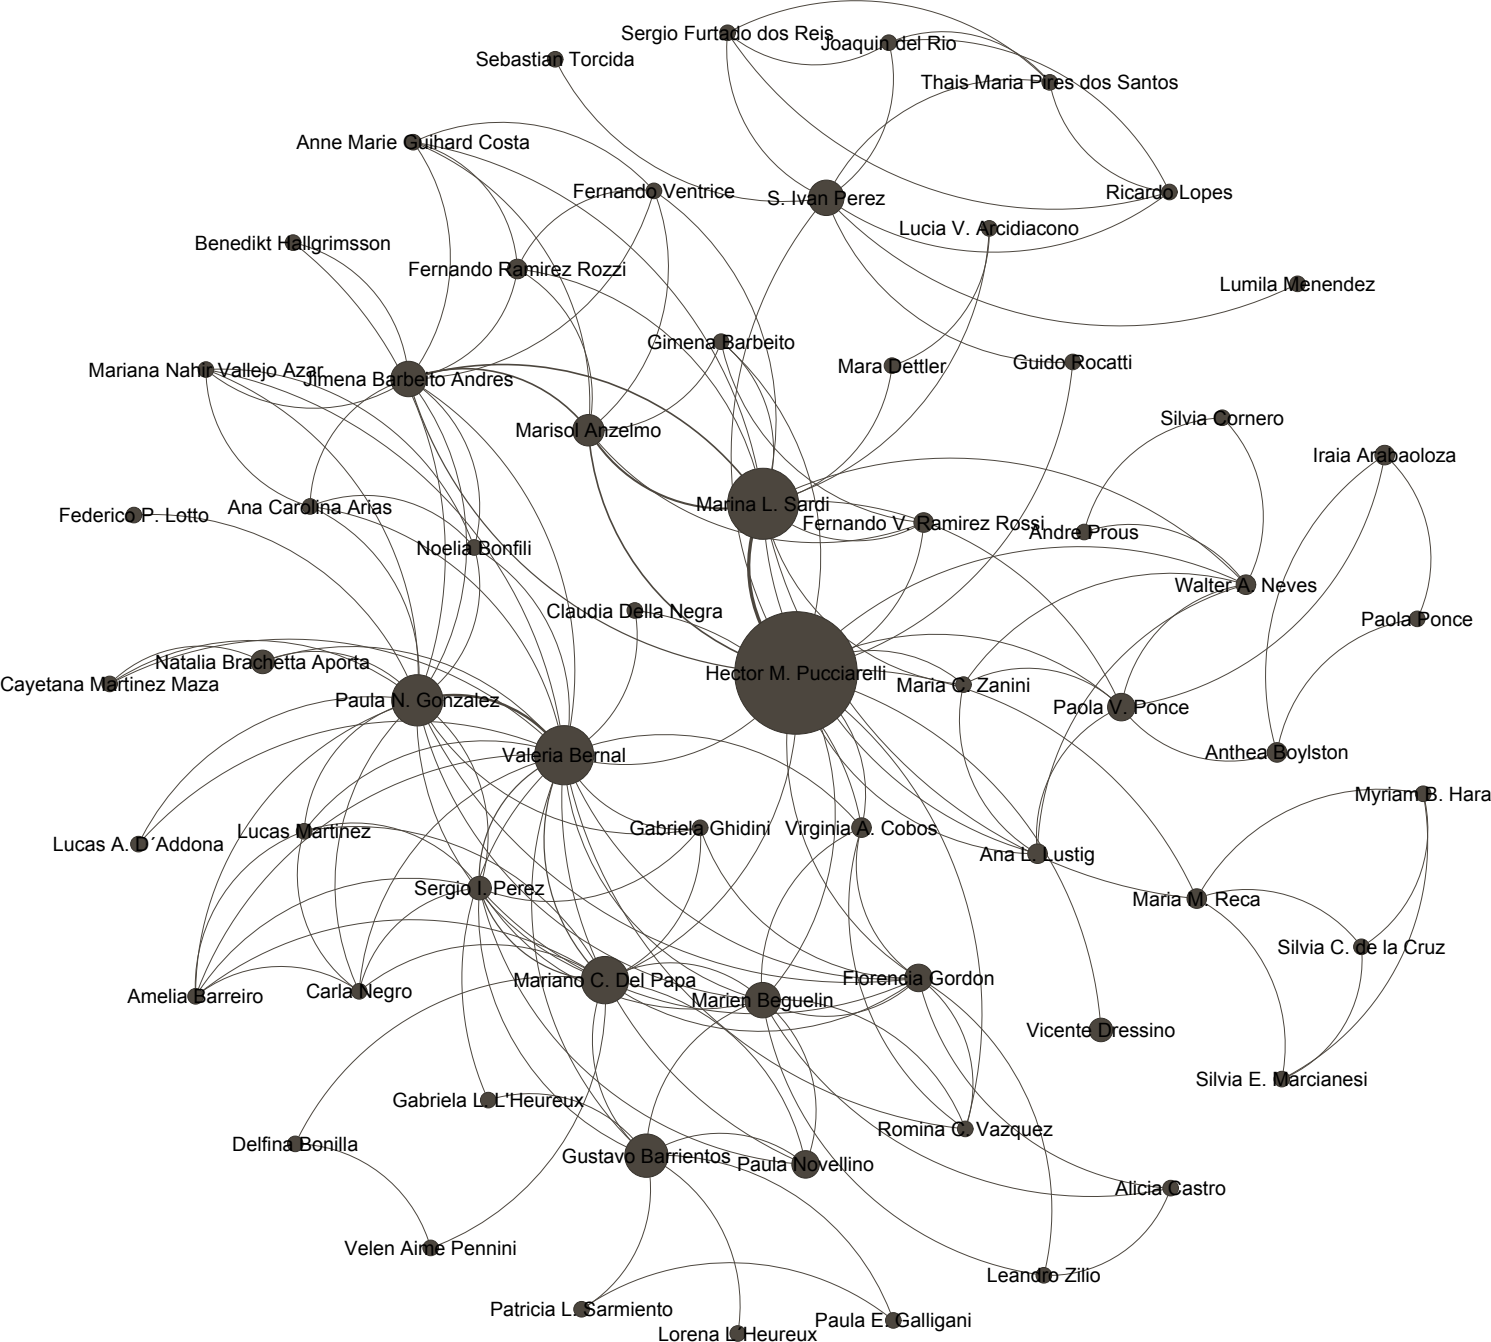 Sergio Furtado dos Reis
Joaquin del Rio
Sebastian Torcida
Thais Maria Pires dos Santos
Anne Marie Guihard Costa
Fernando Ventrice
S. Ivan Perez
Ricardo Lopes
Lucia V. Arcidiacono
Benedikt Hallgrimsson
Fernando Ramirez Rozzi
Lumila Menendez
Gimena Barbeito
Mara Dettler
Guido Rocatti
Mariana Nahir Vallejo Azar
Jimena Barbeito Andres
Silvia Cornero
Marisol Anzelmo
Iraia Arabaoloza
Marina L. Sardi
Federico P. Lotto
Ana Carolina Arias
Fernando V. Ramirez Rossi
Andre Prous
Noelia Bonfili
Walter A. Neves
Claudia Della Negra
Paola Ponce
Natalia Brachetta Aporta
Cayetana Martinez Maza
Hector M. Pucciarelli
Maria C. Zanini
Paula N. Gonzalez
Paola V. Ponce
Valeria Bernal
Anthea Boylston
Myriam B. Hara
Lucas A. D´Addona
Lucas Martinez
Gabriela Ghidini
Virginia A. Cobos
Ana L. Lustig
Sergio I. Perez
Maria M. Reca
Silvia C. de la Cruz
Amelia Barreiro
Carla Negro
Mariano C. Del Papa
Marien Beguelin
Florencia Gordon
Vicente Dressino
Silvia E. Marcianesi
Gabriela L. L'Heureux
Delfina Bonilla
Romina C. Vazquez
Gustavo Barrientos
Paula Novellino
Alicia Castro
Velen Aime Pennini
Leandro Zilio
Patricia L. Sarmiento
Paula E. Galligani
Lorena L'Heureux